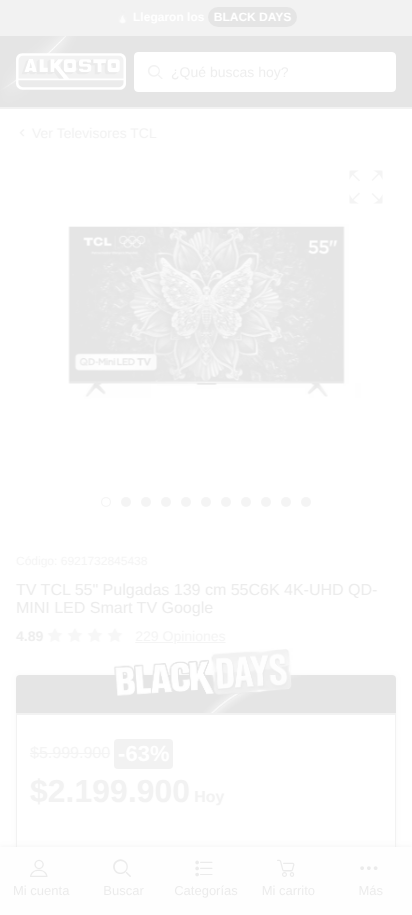 Llegaron los BLACK DAYS
ALKOSTO
¿Qué buscas hoy?
Ver Televisores TCL
TCL
55"
QD-Mini LED TV
Código: 6921732845439
TV TCL 55" Pulgadas 139 cm 55C6K 4K-UHD QD-
MINI LED Smart TV Google
4.89 229 Opiniones
BLACK DAYS
$5.999.900 -63%
$2.199.900 Hoy
Mi cuenta Buscar Categorías Mi carrito Más